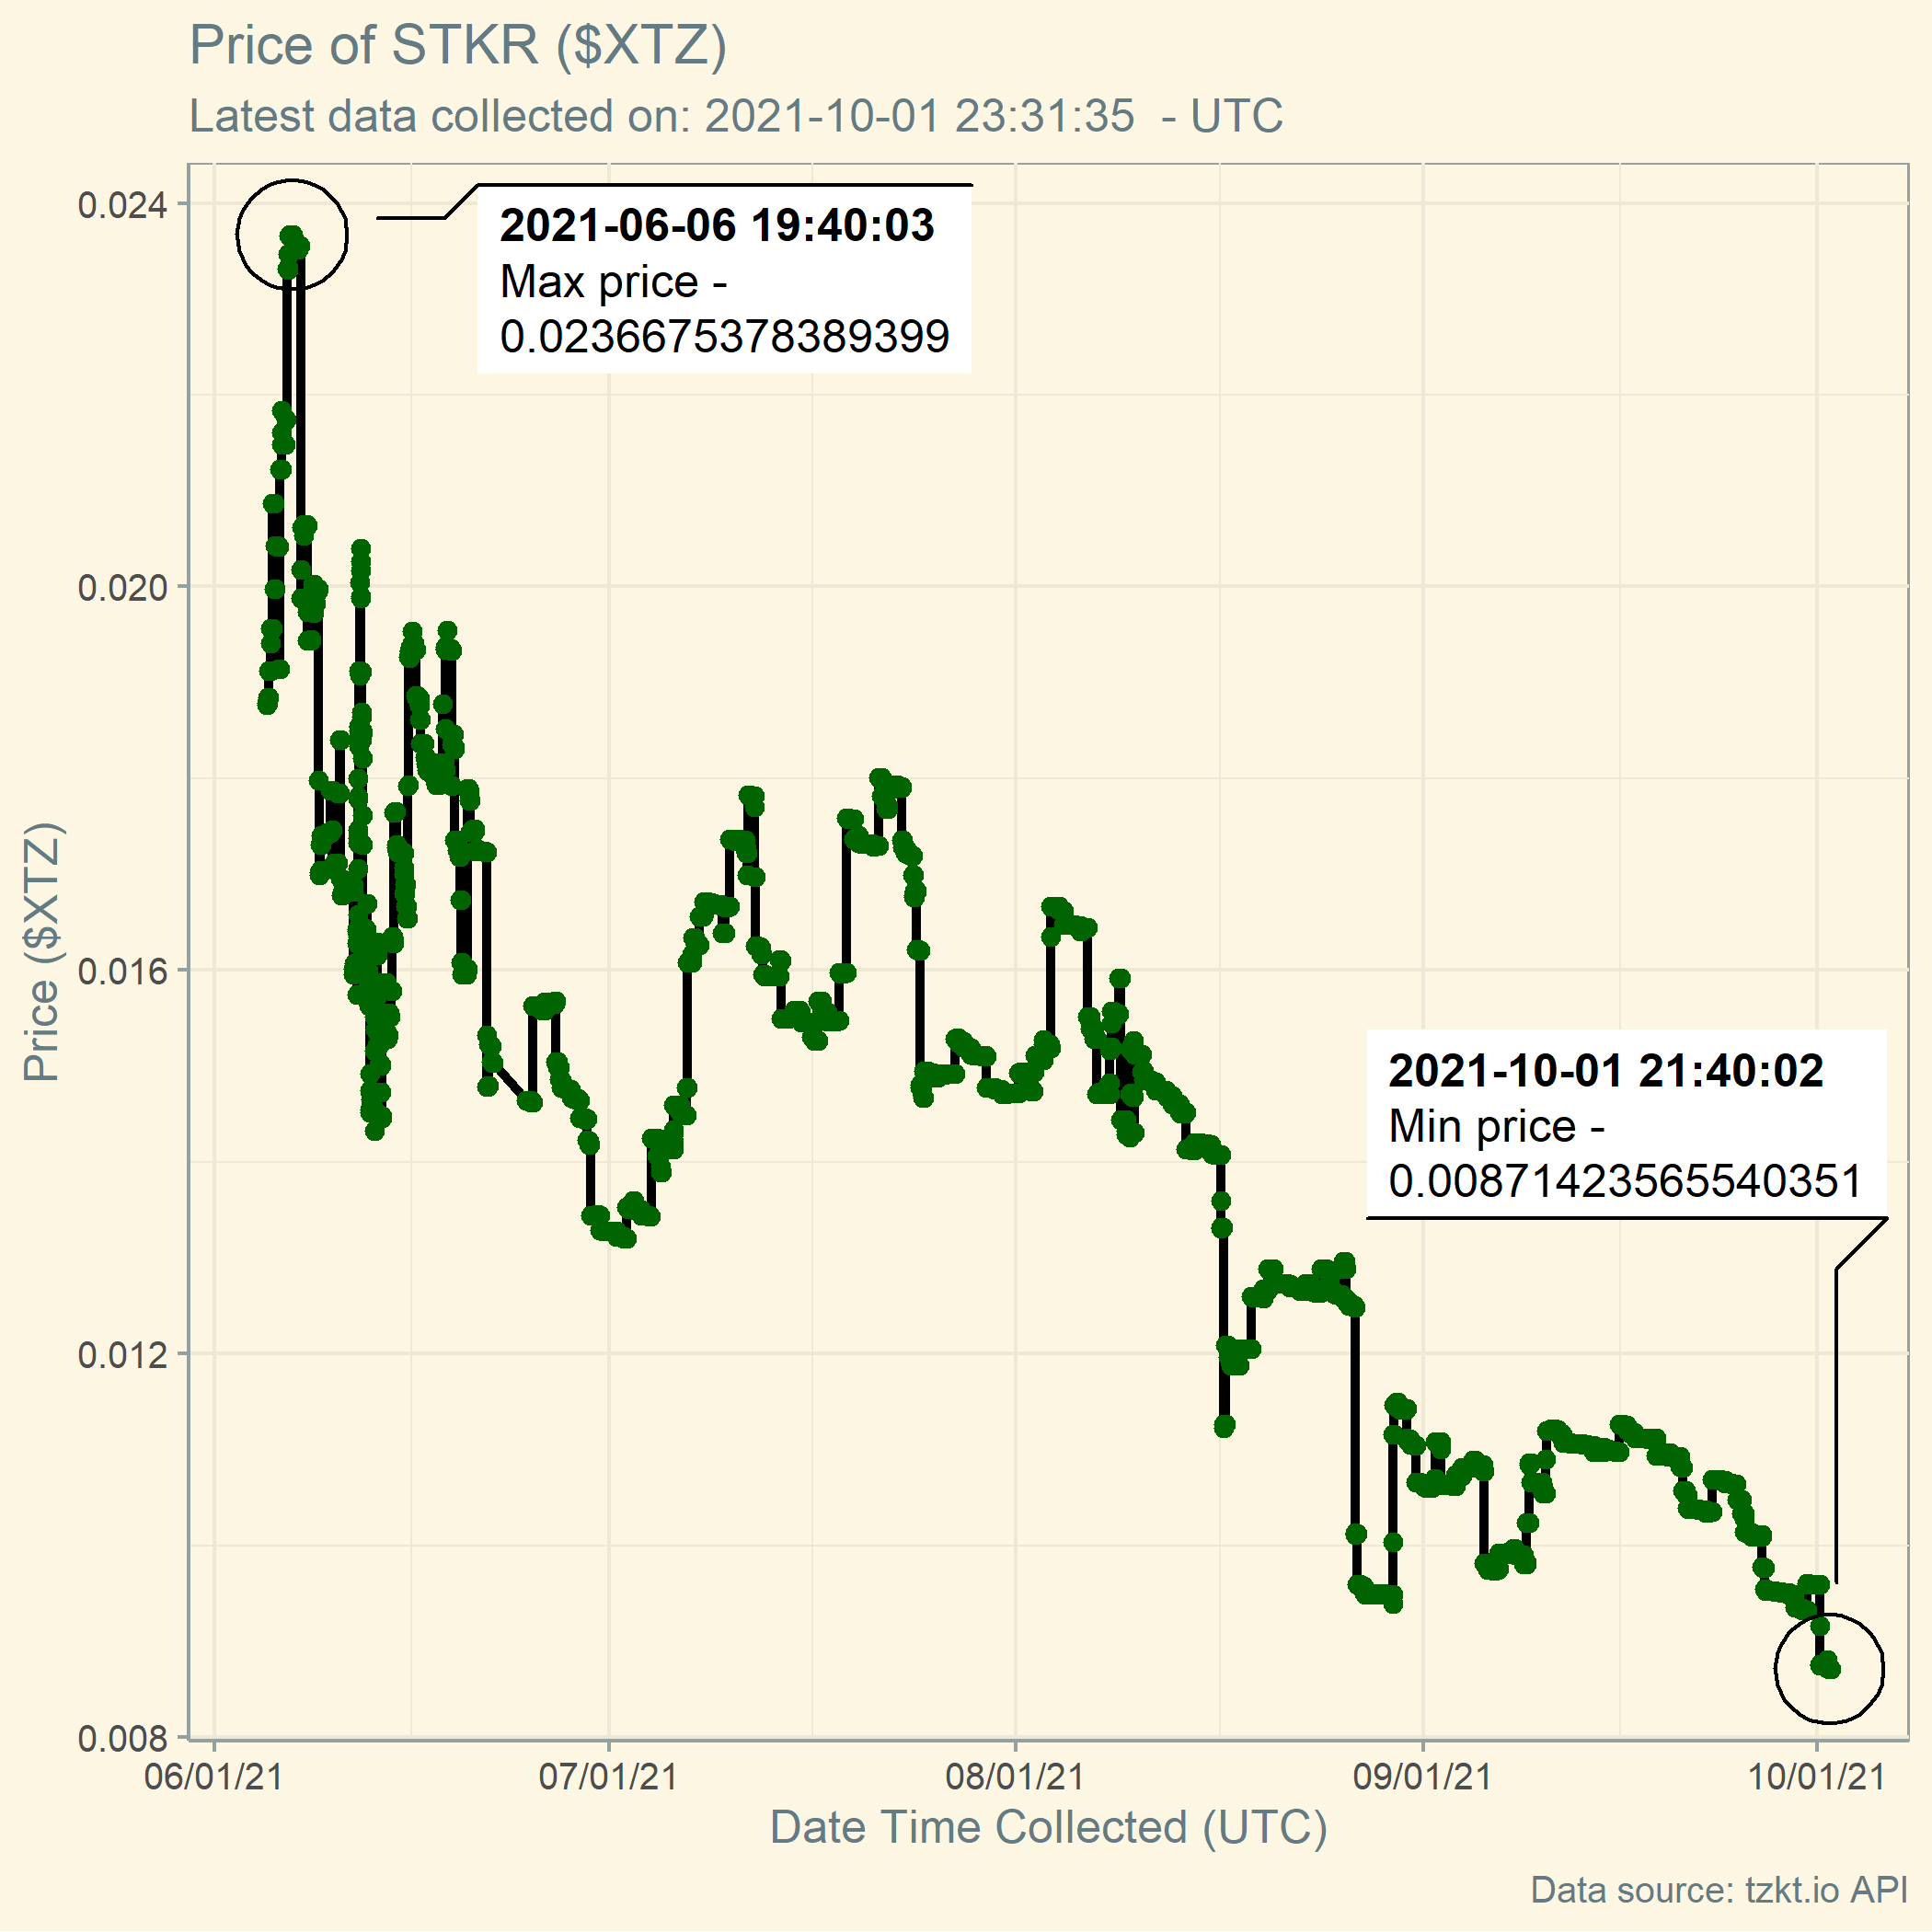 Price of STKR ($XTZ)
Latest data collected on: 2021-10-01 23:31:35  - UTC
0.024
0.020
0.016
0.012
0.008
Price ($XTZ)
2021-06-06 19:40:03
Max price -
0.0236675378389399
2021-10-01 21:40:02
Min price -
0.00871423565540351
06/01/21
07/01/21
08/01/21
09/01/21
10/01/21
Date Time Collected (UTC)
Data source: tzkt.io API